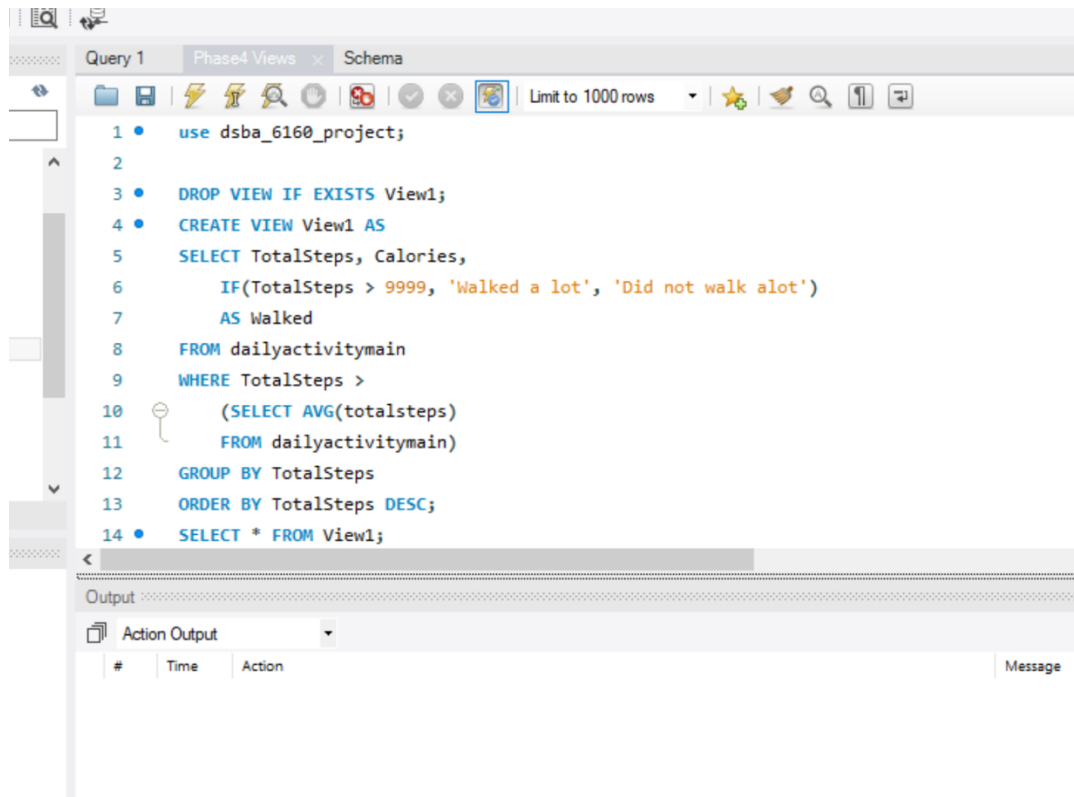 Query 1 Phase4 Views Schema
Limit to 1000 rows
1 use dsba_6160_project;
2
3 DROP VIEW IF EXISTS View1;
4 CREATE VIEW View1 AS
5 SELECT TotalSteps, Calories,
6 IF(TotalSteps > 9999, 'Walked a lot', 'Did not walk alot')
7 AS Walked
8 FROM dailyactivitymain
9 WHERE TotalSteps >
10 (SELECT AVG(totalsteps)
11 FROM dailyactivitymain)
12 GROUP BY TotalSteps
13 ORDER BY TotalSteps DESC;
14 SELECT * FROM View1;
Output
Action Output
# Time Action Message